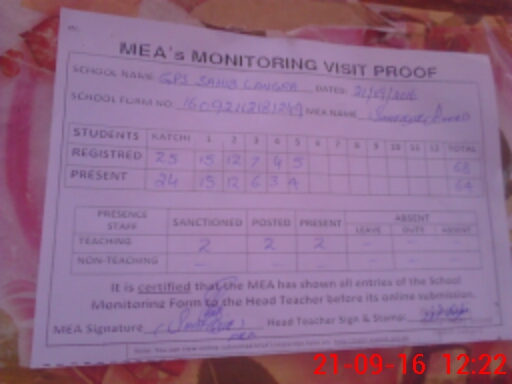 MEA's MONITORING VISIT PROOF
SCHOOL NAME: GPS DATED: 21/09/2016
SCHOOL FORM NO MEA NAME
STUDENTS KATCHI 1 2 3 4 5 6 7 8 9 10 11 12 TOTAL
REGISTRED 25 15 12 7 4 5 68
PRESENT 24 15 12 6 3 4 64
PRESENCE STAFF SANCTIONED POSTED PRESENT ABSENT
LEAVE DUTY ABSENT
TEACHING 2 2 2 - - -
NON-TEACHING - - - - - -
It is certified that the MEA has shown all entries of the School
Monitoring Form to the Head Teacher before its online submission.
MEA Signature Head Teacher Sign & Stamp
21-09-16 12:22